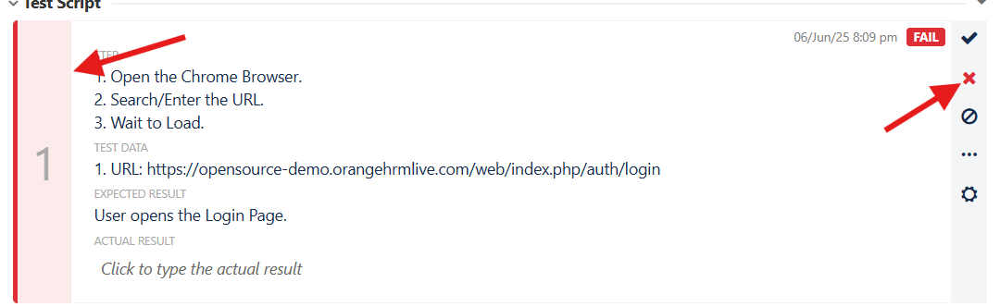 Test Script
06/Jun/25 8:09 pm FAIL
STEP
1. Open the Chrome Browser.
2. Search/Enter the URL.
3. Wait to Load.
1
TEST DATA
1. URL: https://opensource-demo.orangehrmlive.com/web/index.php/auth/login
EXPECTED RESULT
User opens the Login Page.
ACTUAL RESULT
Click to type the actual result